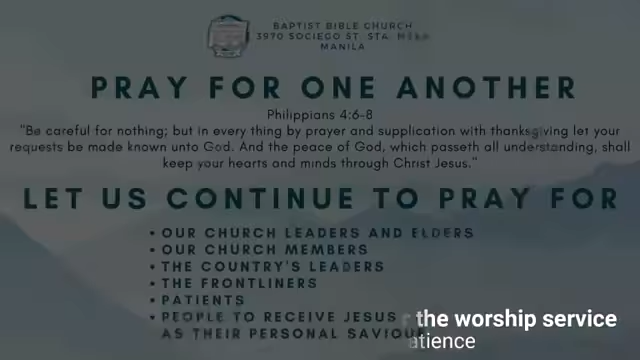 BAPTIST BIBLE CHURCH
3970 SOCIEGO ST. STA. MESA
MANILA
PRAY FOR ONE ANOTHER
Philippians 4:6-8
"Be careful for nothing; but in every thing by prayer and supplication with thanksgiving let your
requests be made known unto God. And the peace of God, which passeth all understanding, shall
keep your hearts and minds through Christ Jesus."
LET US CONTINUE TO PRAY FOR
• OUR CHURCH LEADERS AND ELDERS
• OUR CHURCH MEMBERS
• THE COUNTRY'S LEADERS
• THE FRONTLINERS
• PATIENTS
• PEOPLE TO RECEIVE JESUS
AS THEIR PERSONAL SAVIOUR
the worship service
atience